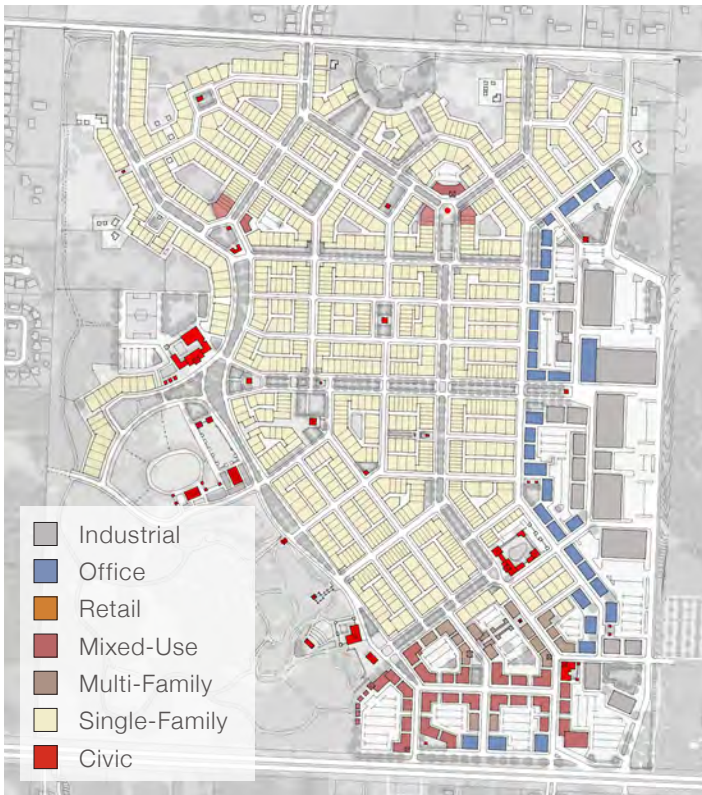 Industrial
Office
Retail
Mixed-Use
Multi-Family
Single-Family
Civic